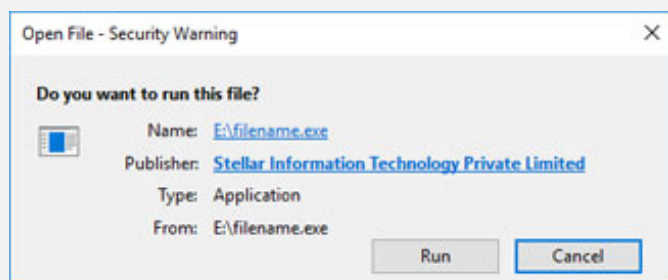 Open File - Security Warning
Do you want to run this file?
Name: E:\filename.exe
Publisher: Stellar Information Technology Private Limited
Type: Application
From: E:\filename.exe
Run Cancel